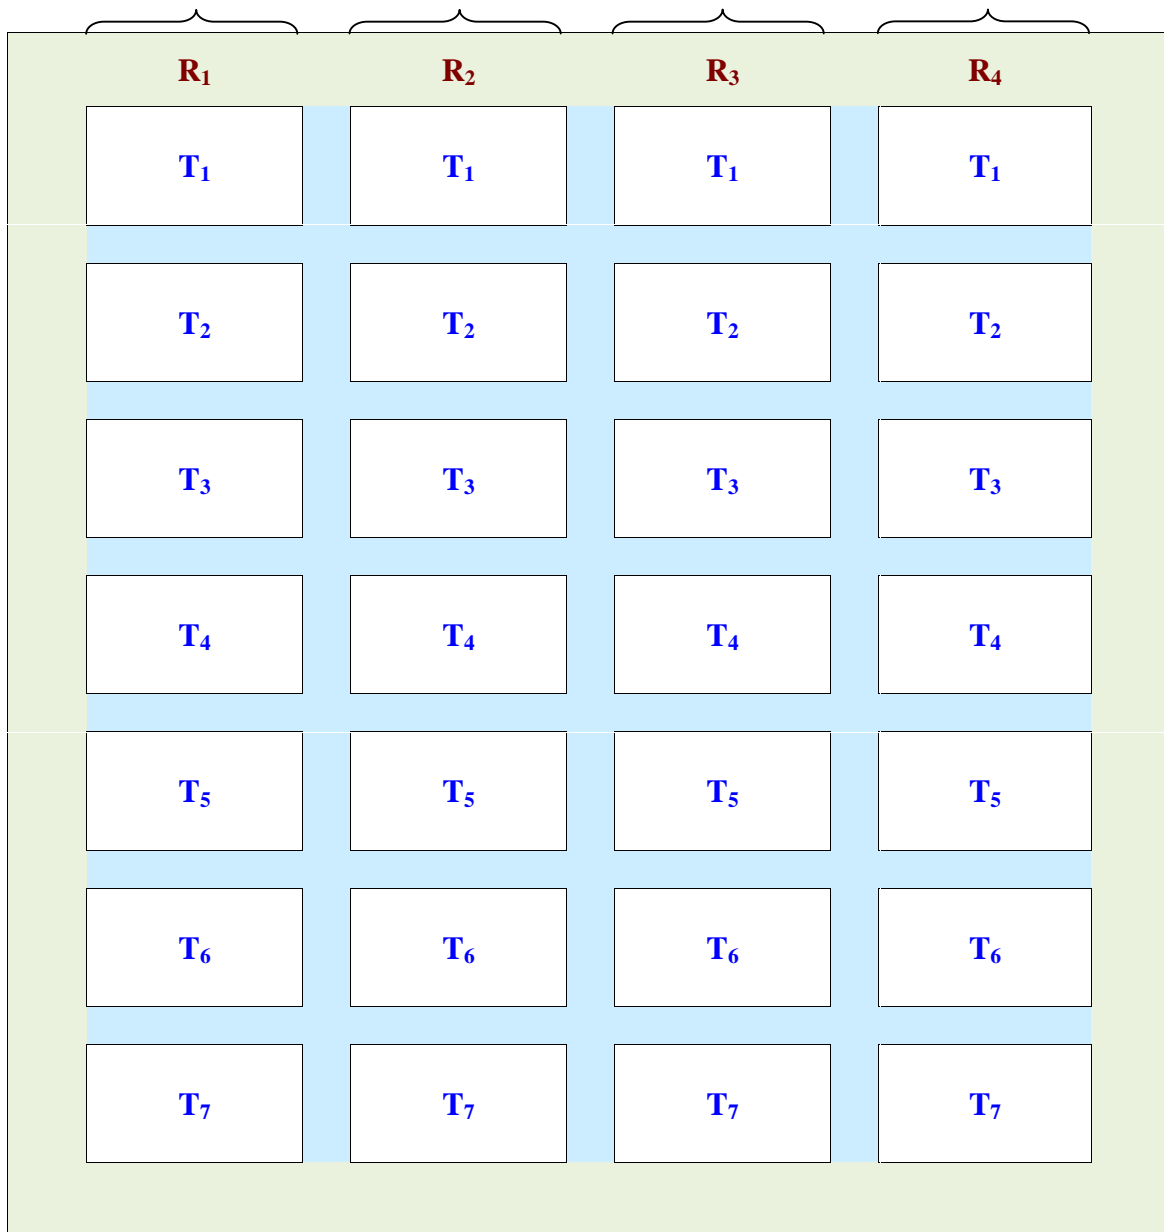 R₁ R₂ R₃ R₄
T₁ T₁ T₁ T₁
T₂ T₂ T₂ T₂
T₃ T₃ T₃ T₃
T₄ T₄ T₄ T₄
T₅ T₅ T₅ T₅
T₆ T₆ T₆ T₆
T₇ T₇ T₇ T₇